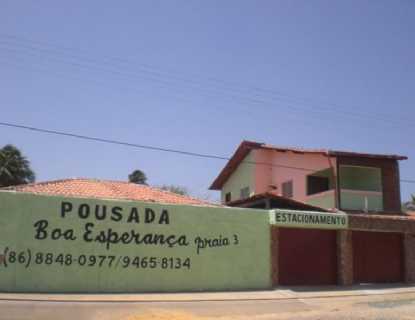 POUSADA
Boa Esperança praia 3
(86) 8848-0977/9465-8134
ESTACIONAMENTO